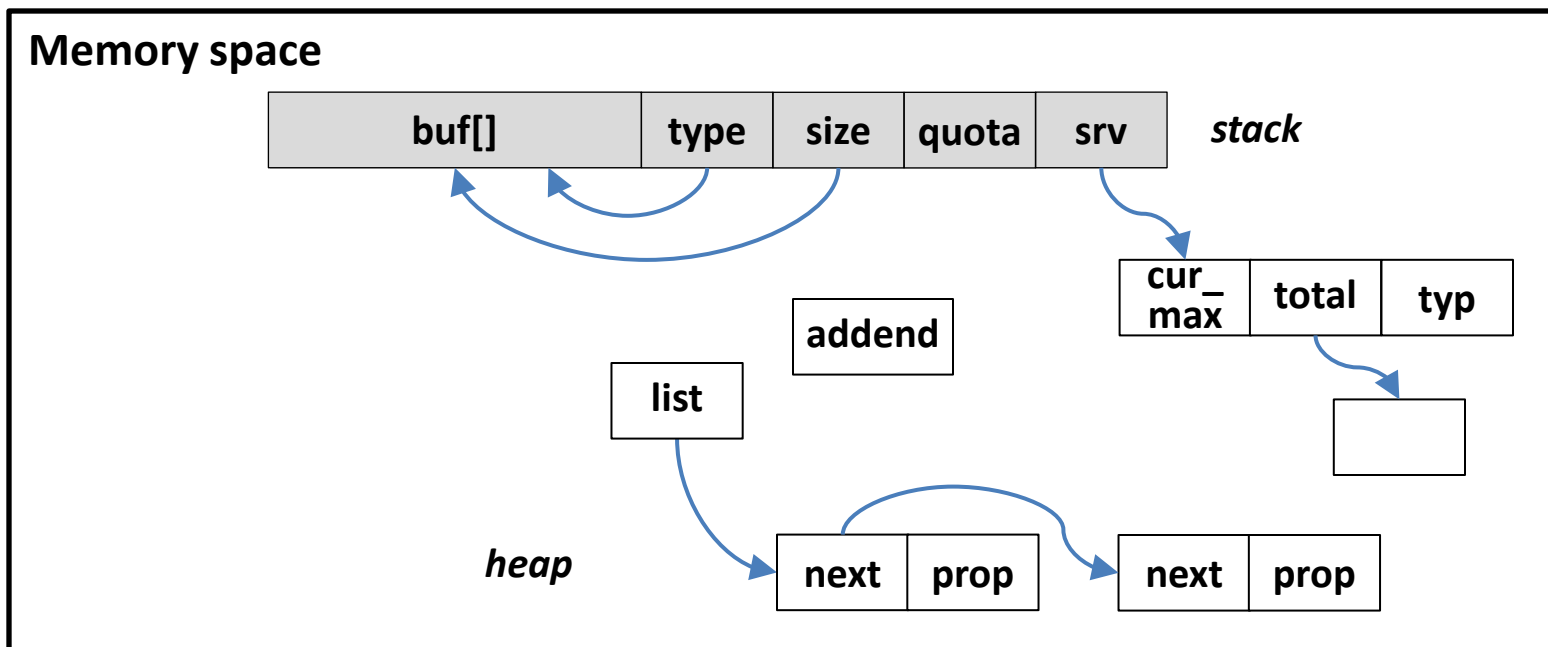 Memory space
buf[] type size quota srv stack
cur_
max total typ
addend
list
heap next prop next prop